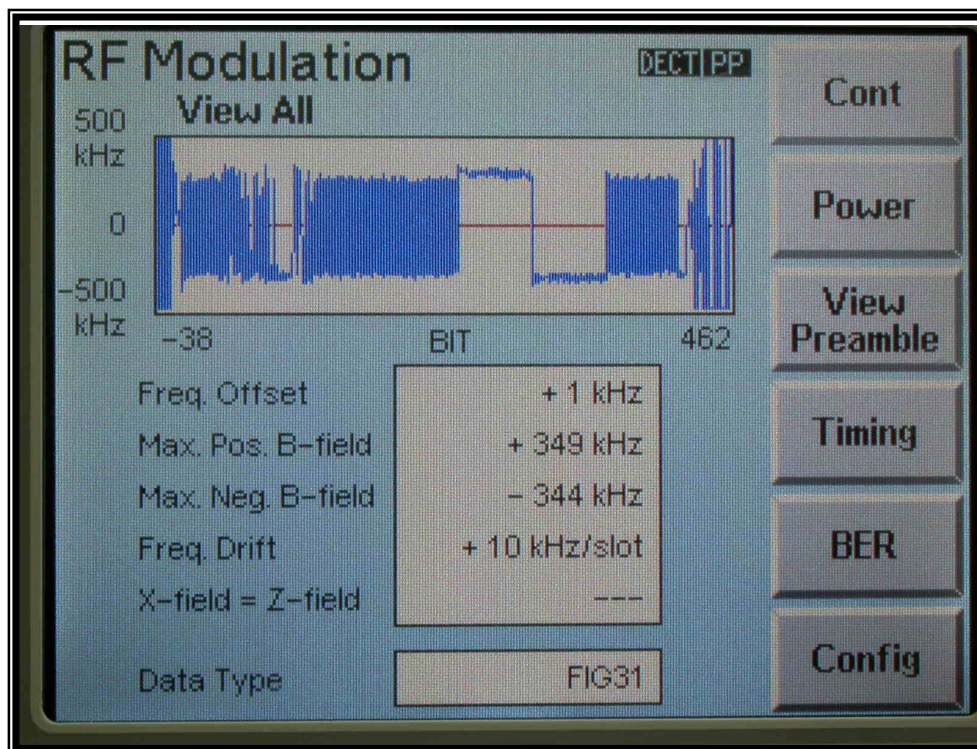 RF Modulation
DECT PP
View All
500
kHz
0
-500
kHz
-38
BIT
462
Freq. Offset
+ 1 kHz
Max. Pos. B-field
+ 349 kHz
Max. Neg. B-field
- 344 kHz
Freq. Drift
+ 10 kHz/slot
X-field = Z-field
---
Data Type
FIG31
Cont
Power
View
Preamble
Timing
BER
Config